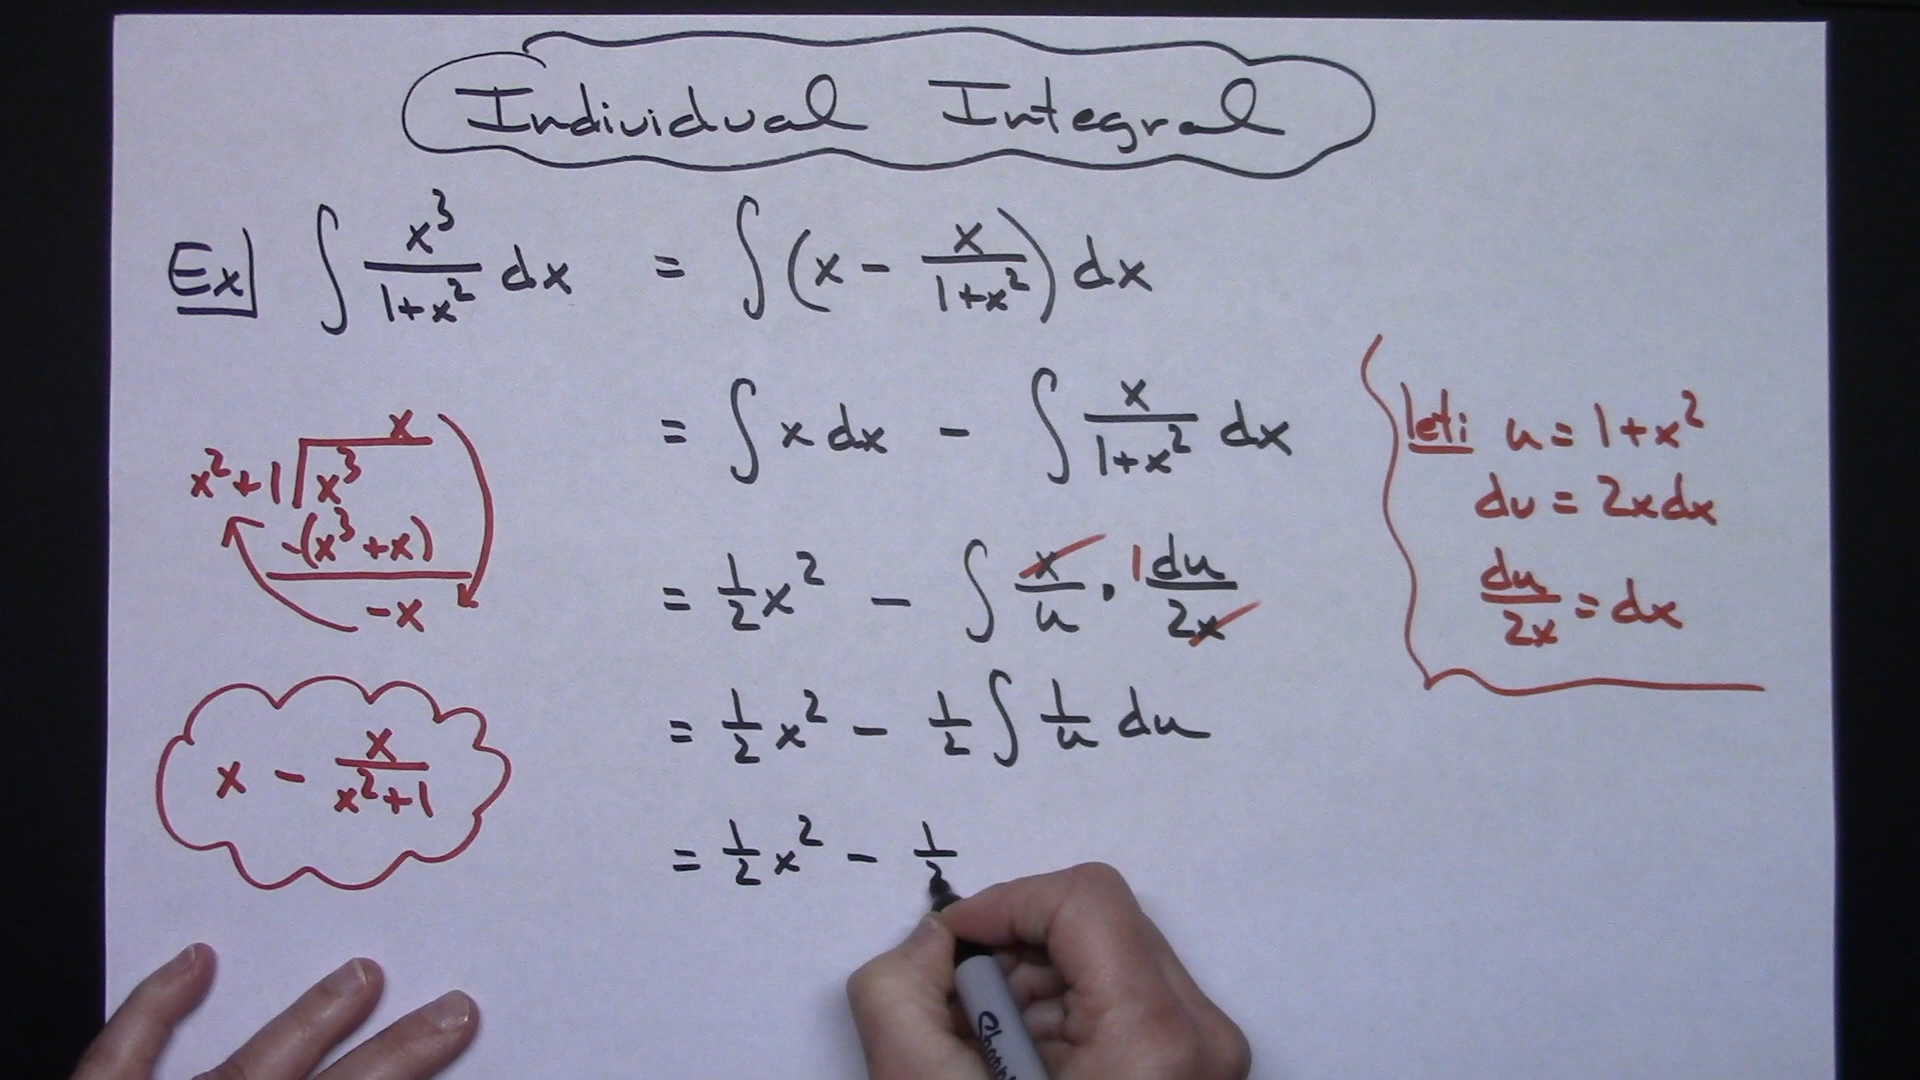 Individual Integral
Ex ∫ x³/(1+x²) dx = ∫ (x − x/(1+x²)) dx
= ∫ x dx − ∫ x/(1+x²) dx
= ½x² − ∫ x/u · 1 du/2x
= ½x² − ½ ∫ 1/u du
= ½x² − ½
x
x²+1 x³
-(x³+x)
-x
x − x/(x²+1)
let: u = 1+x²
du = 2x dx
du/2x = dx